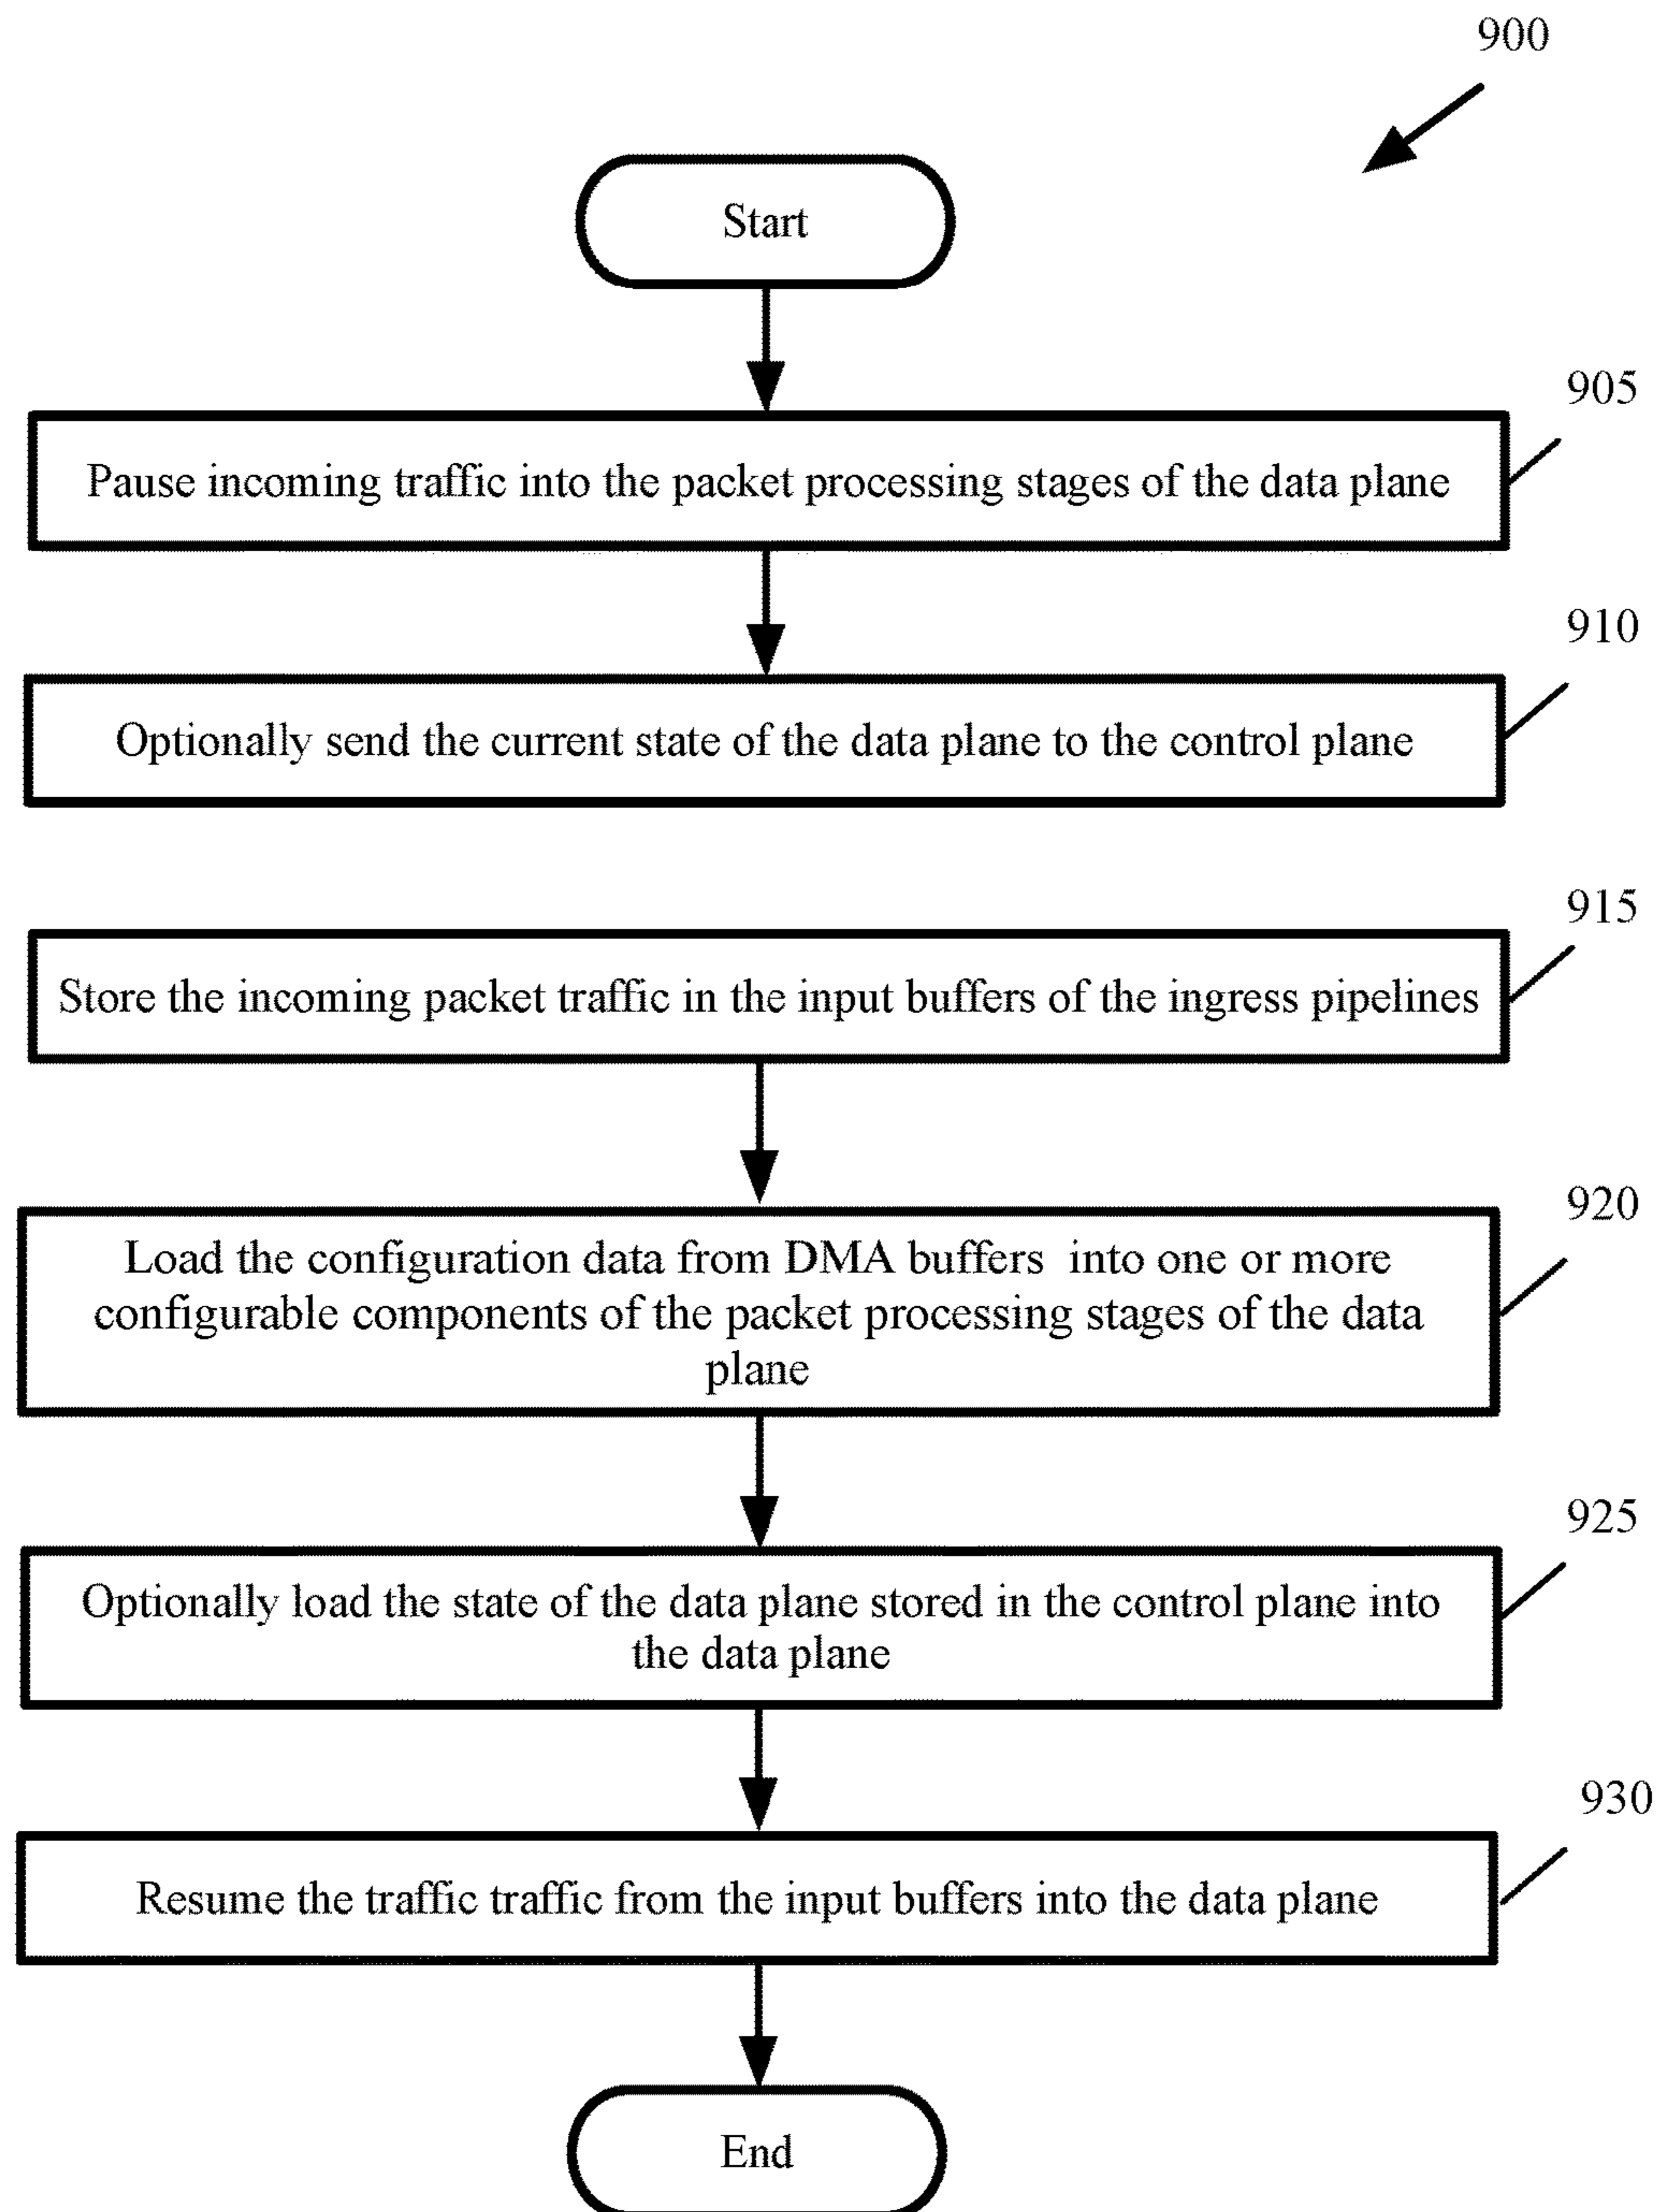 900
Start
905
Pause incoming traffic into the packet processing stages of the data plane
910
Optionally send the current state of the data plane to the control plane
915
Store the incoming packet traffic in the input buffers of the ingress pipelines
920
Load the configuration data from DMA buffers into one or more
configurable components of the packet processing stages of the data
plane
925
Optionally load the state of the data plane stored in the control plane into
the data plane
930
Resume the traffic traffic from the input buffers into the data plane
End